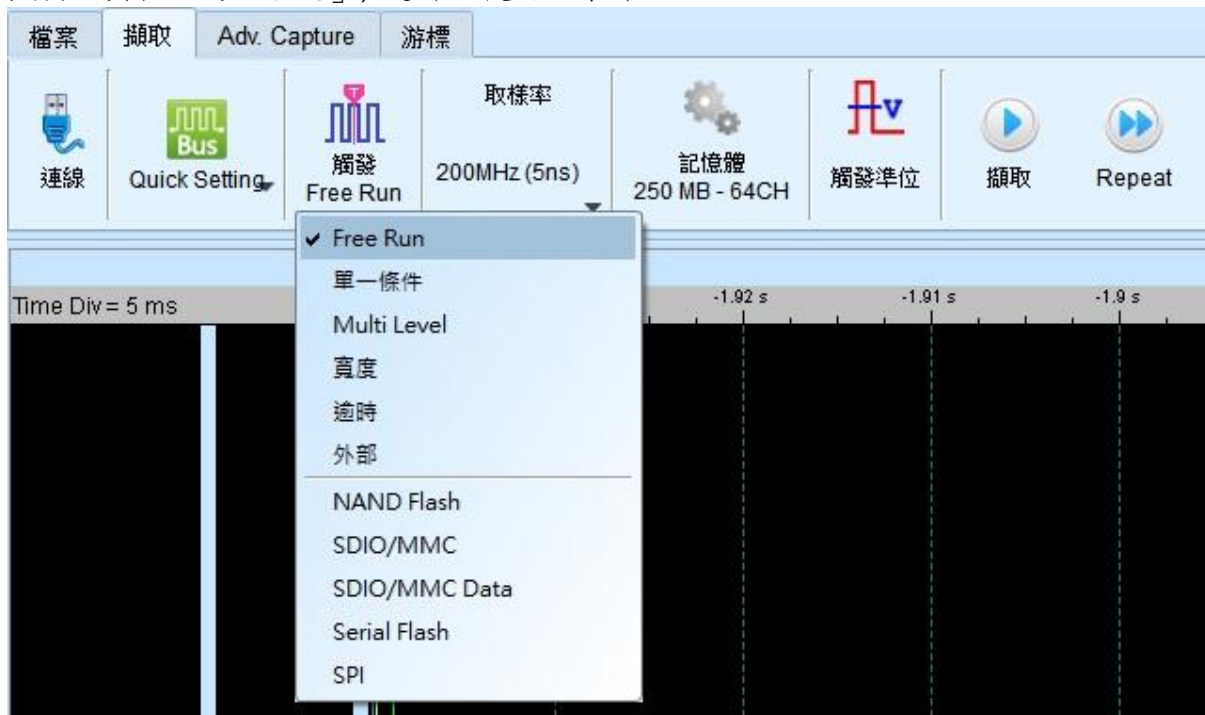 檔案 擷取 Adv. Capture 游標
連線
Bus
Quick Setting
T
觸發
Free Run
取樣率
200MHz (5ns)
記憶體
250 MB - 64CH
V
觸發準位
擷取
Repeat
Free Run
單一條件
Multi Level
寬度
逾時
外部
NAND Flash
SDIO/MMC
SDIO/MMC Data
Serial Flash
SPI
Time Div = 5 ms
-1.92 s -1.91 s -1.9 s